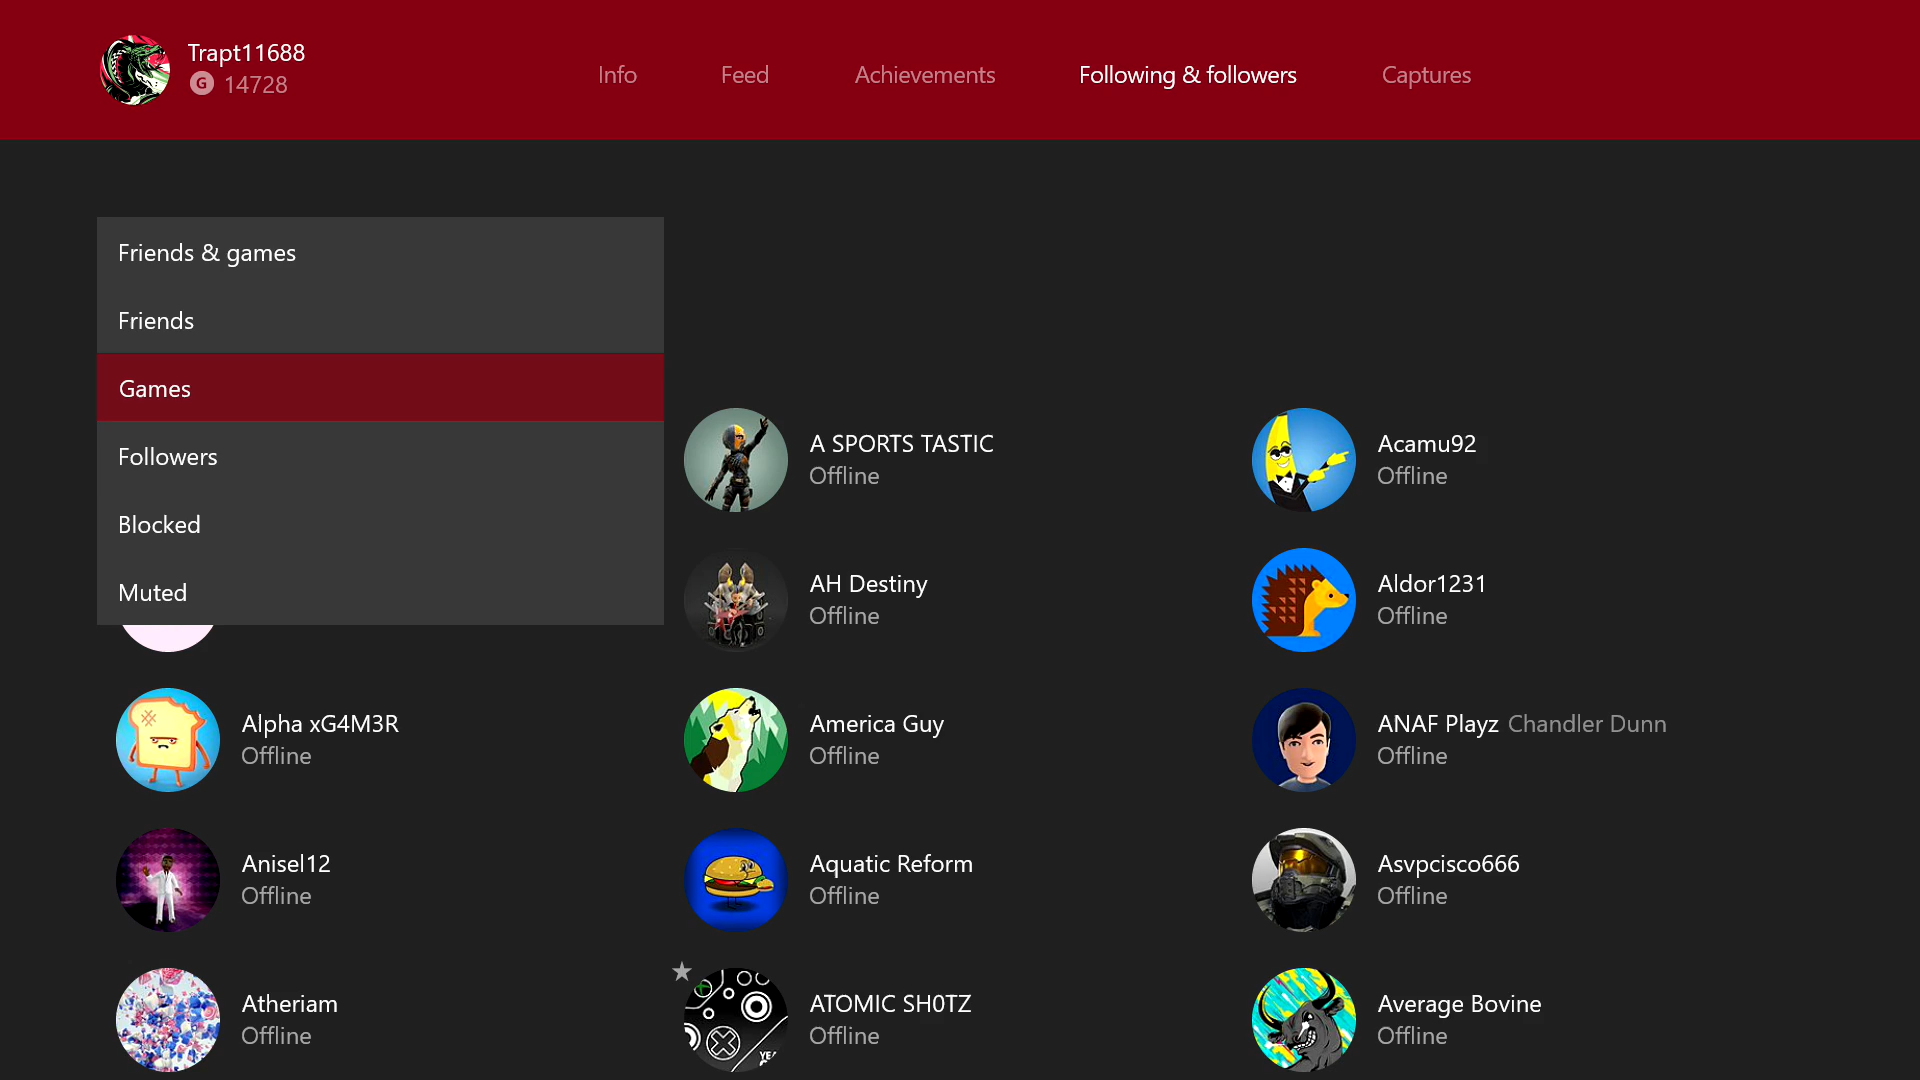 Trapt11688
G 14728
Info
Feed
Achievements
Following & followers
Captures
Friends & games
Friends
Games
Followers
Blocked
Muted
A SPORTS TASTIC
Offline
Acamu92
Offline
AH Destiny
Offline
Aldor1231
Offline
Alpha xG4M3R
Offline
America Guy
Offline
ANAF Playz Chandler Dunn
Offline
Anisel12
Offline
Aquatic Reform
Offline
Asvpcisco666
Offline
Atheriam
Offline
ATOMIC SH0TZ
Offline
Average Bovine
Offline